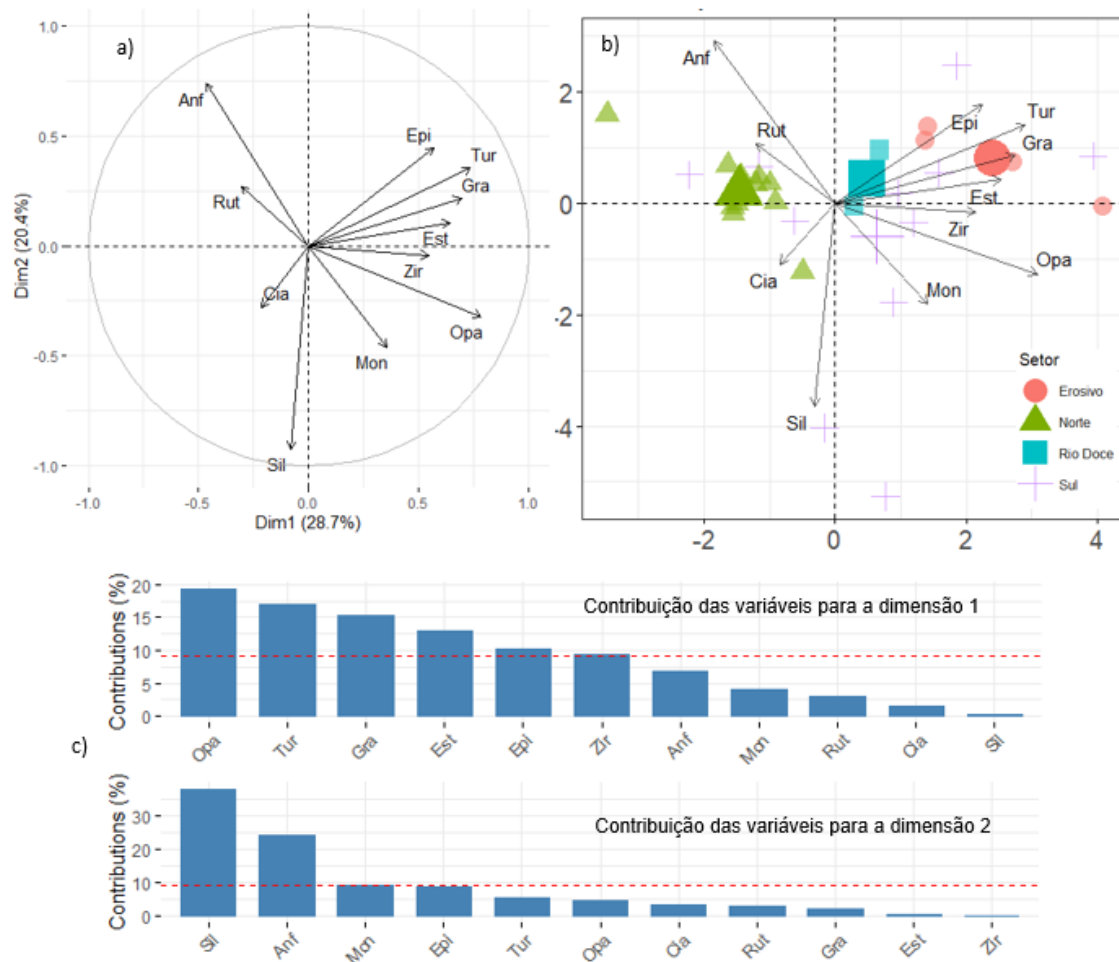 a)
1.0
0.5
0.0
-0.5
-1.0
Dim2 (20.4%)
Anf
Rut
Epi
Tur
Gra
Est
Zir
Opa
Mon
Cia
Sil
-1.0
-0.5
0.0
0.5
1.0
Dim1 (28.7%)
b)
2
0
-2
-4
Anf
Rut
Epi
Tur
Gra
Est
Zir
Opa
Mon
Cia
Sil
Setor
Erosivo
Norte
Rio Doce
Sul
-2
0
2
4
c)
Contribuição das variáveis para a dimensão 1
Contributions (%)
20
15
10
5
0
Opa Tur Gra Est Epi Zir Anf Mon Rut Cia Sil
Contribuição das variáveis para a dimensão 2
Contributions (%)
30
20
10
0
Sil Anf Mon Epi Tur Opa Cia Rut Gra Est Zir